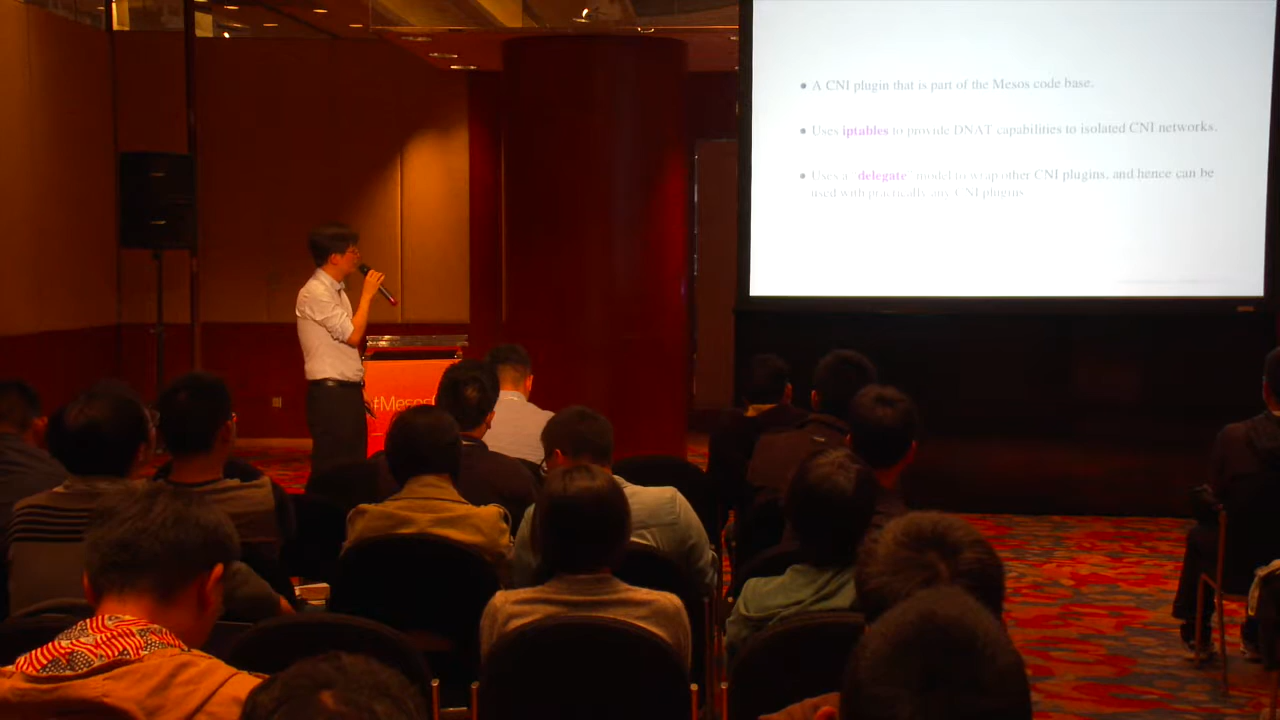 ● A CNI plugin that is part of the Mesos code base.
● Uses iptables to provide DNAT capabilities to isolated CNI networks.
● Uses a "delegate" model to wrap other CNI plugins, and hence can be
used with practically any CNI plugins
#Mesos